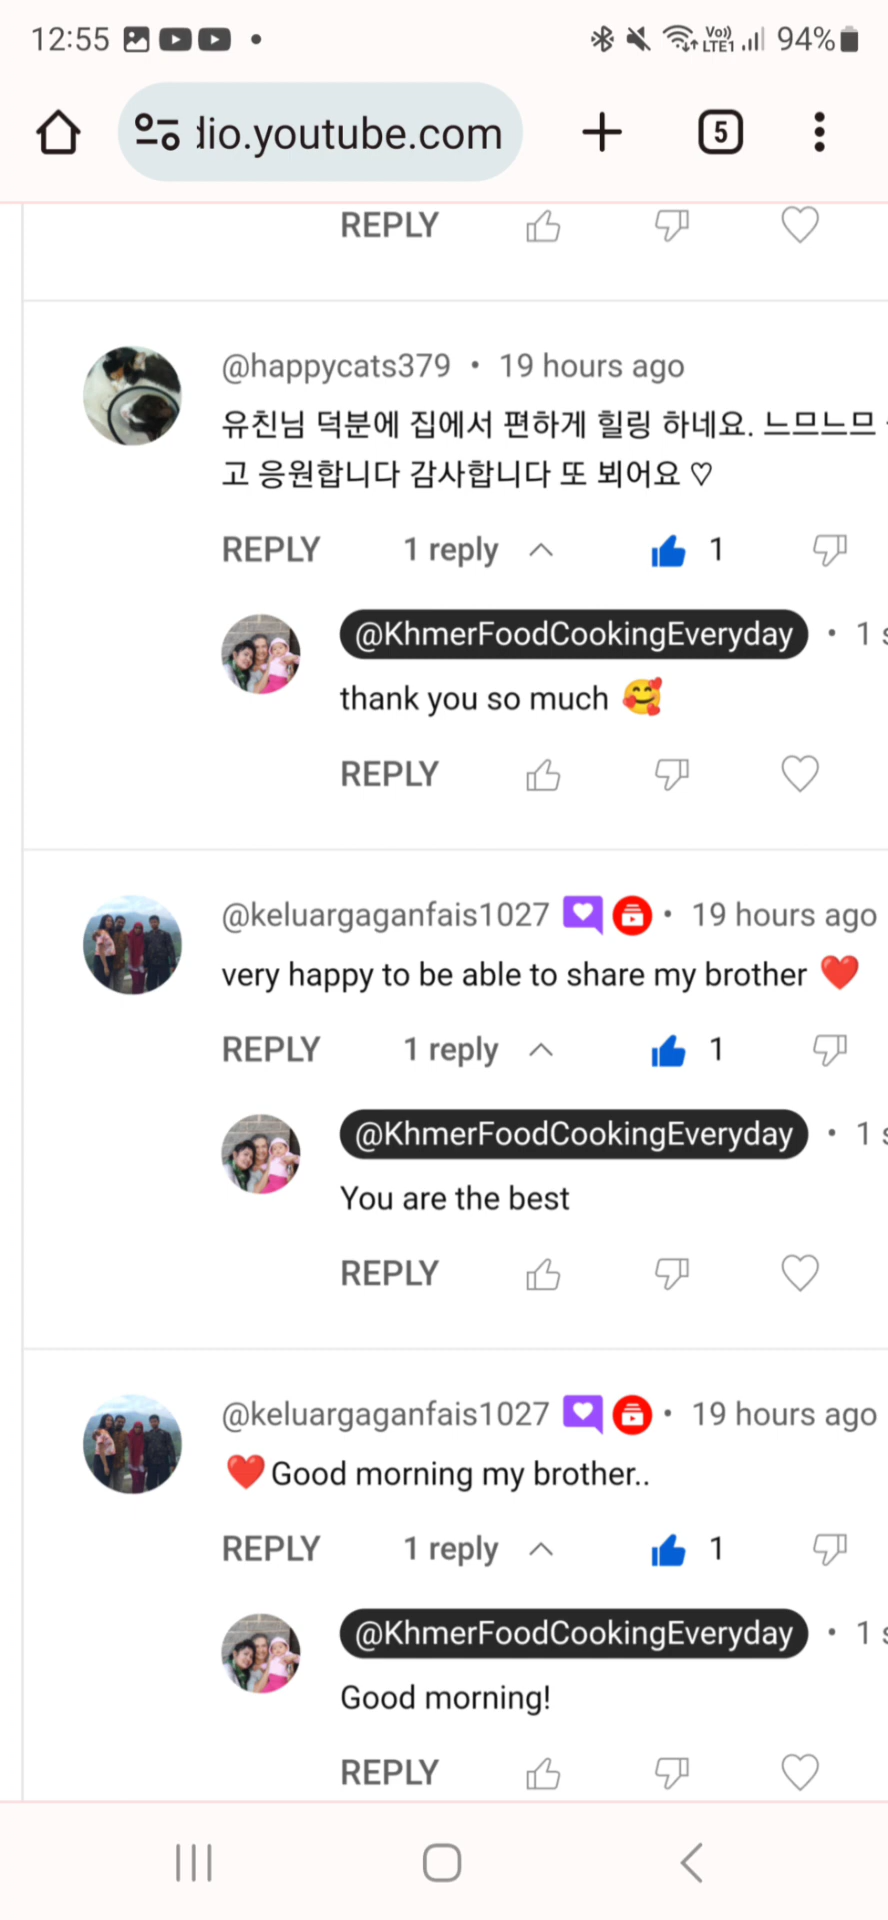 12:55
Vo)) LTE1 94%
dio.youtube.com 5
REPLY
@happycats379 • 19 hours ago
유친님 덕분에 집에서 편하게 힐링 하네요. 느므느므
고 응원합니다 감사합니다 또 뵈어요 ♡
REPLY 1 reply 1
@KhmerFoodCookingEveryday • 1 s
thank you so much 🥰
REPLY
@keluargaganfais1027 • 19 hours ago
very happy to be able to share my brother ❤️
REPLY 1 reply 1
@KhmerFoodCookingEveryday • 1 s
You are the best
REPLY
@keluargaganfais1027 • 19 hours ago
❤️Good morning my brother..
REPLY 1 reply 1
@KhmerFoodCookingEveryday • 1 s
Good morning!
REPLY